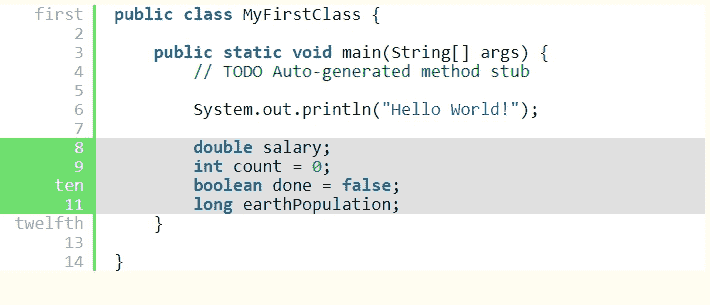 first public class MyFirstClass {
2
3     public static void main(String[] args) {
4         // TODO Auto-generated method stub
5
6         System.out.println("Hello World!");
7
8         double salary;
9         int count = 0;
ten         boolean done = false;
11         long earthPopulation;
twelfth     }
13
14 }